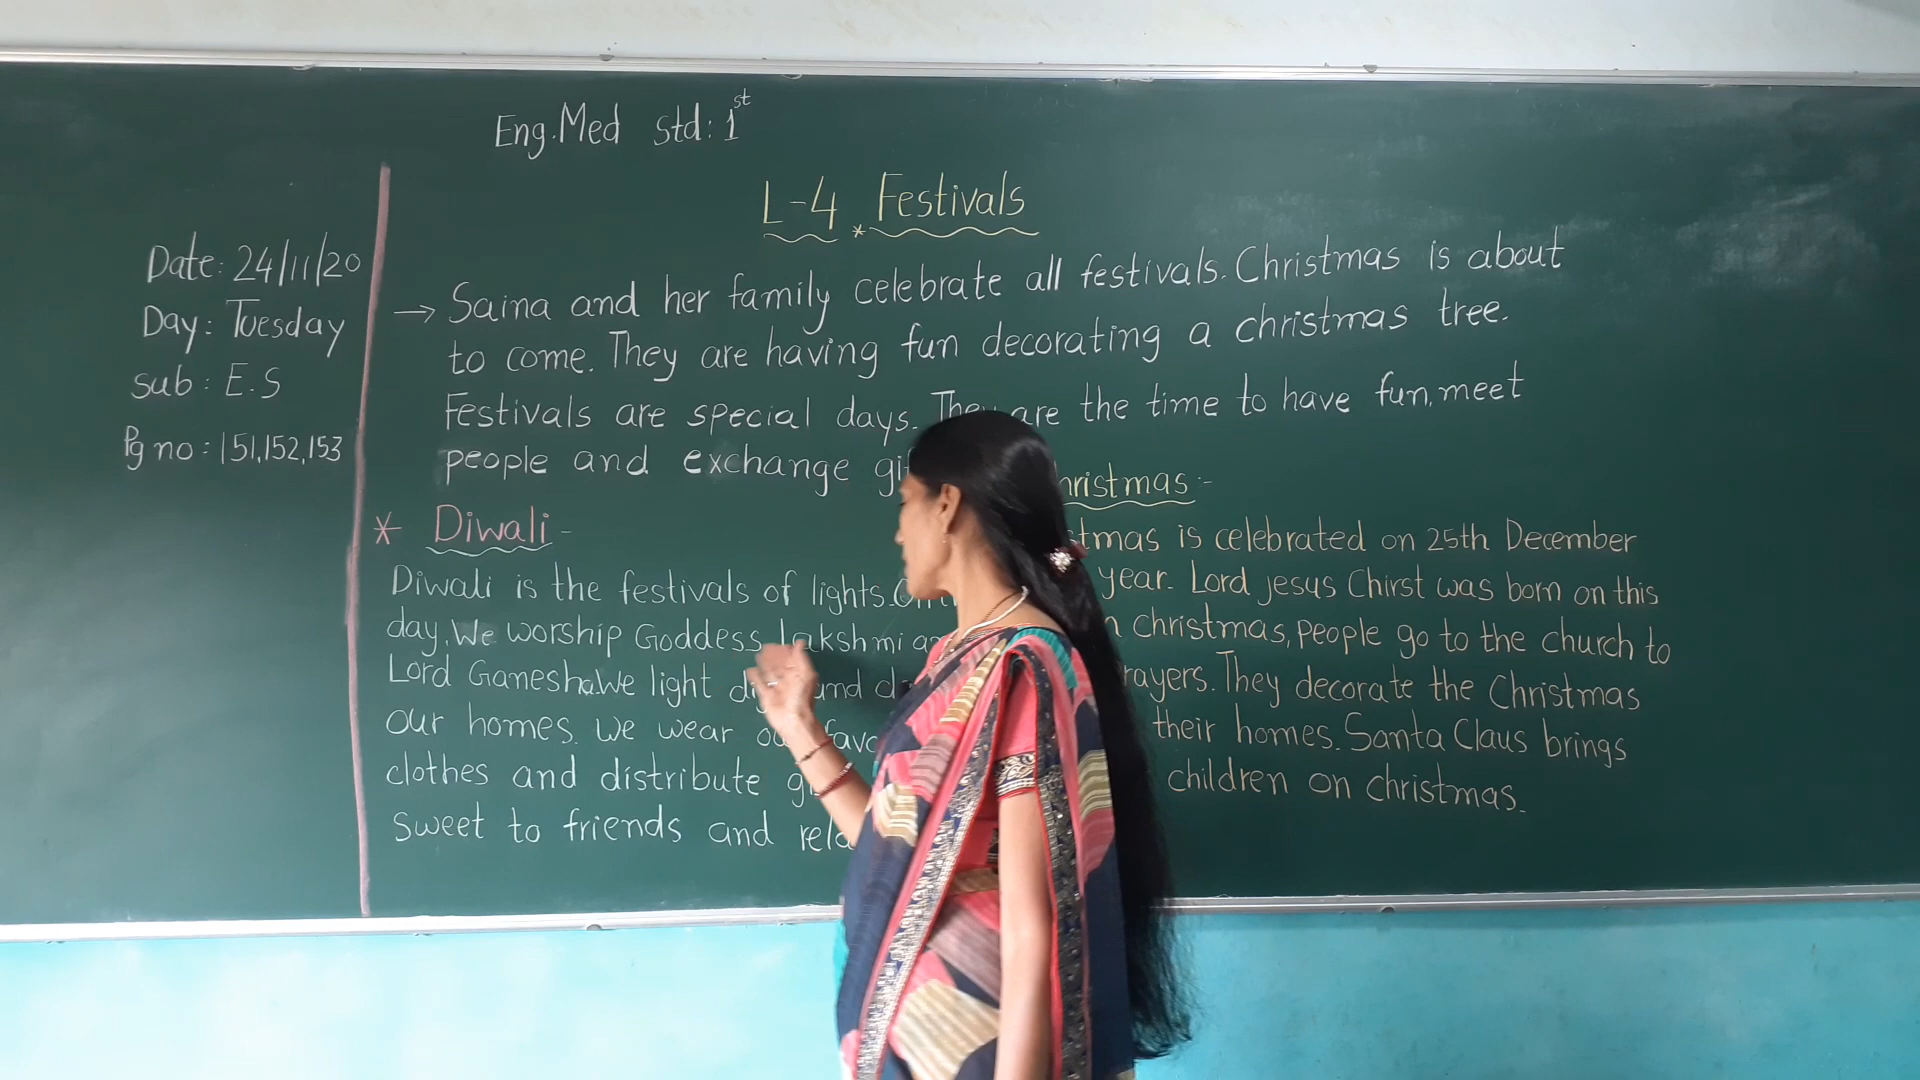 Eng.Med Std: 1st
L-4 * Festivals
Date: 24/11/20
Day: Tuesday
Sub: E.S
Pg no: 151,152,153
→ Saina and her family celebrate all festivals. Christmas is about
to come. They are having fun decorating a christmas tree.
Festivals are special days. They are the time to have fun, meet
people and exchange
* Diwali -
Diwali is the festivals of lights.
day. We worship Goddess Lakshmi
Lord Ganesha. We light
our homes. we wear
clothes and distribute
sweet to friends and
is celebrated on 25th December
year. Lord jesus Chirst was born on this
christmas, people go to the church to
They decorate the Christmas
their homes. Santa Claus brings
children on christmas.